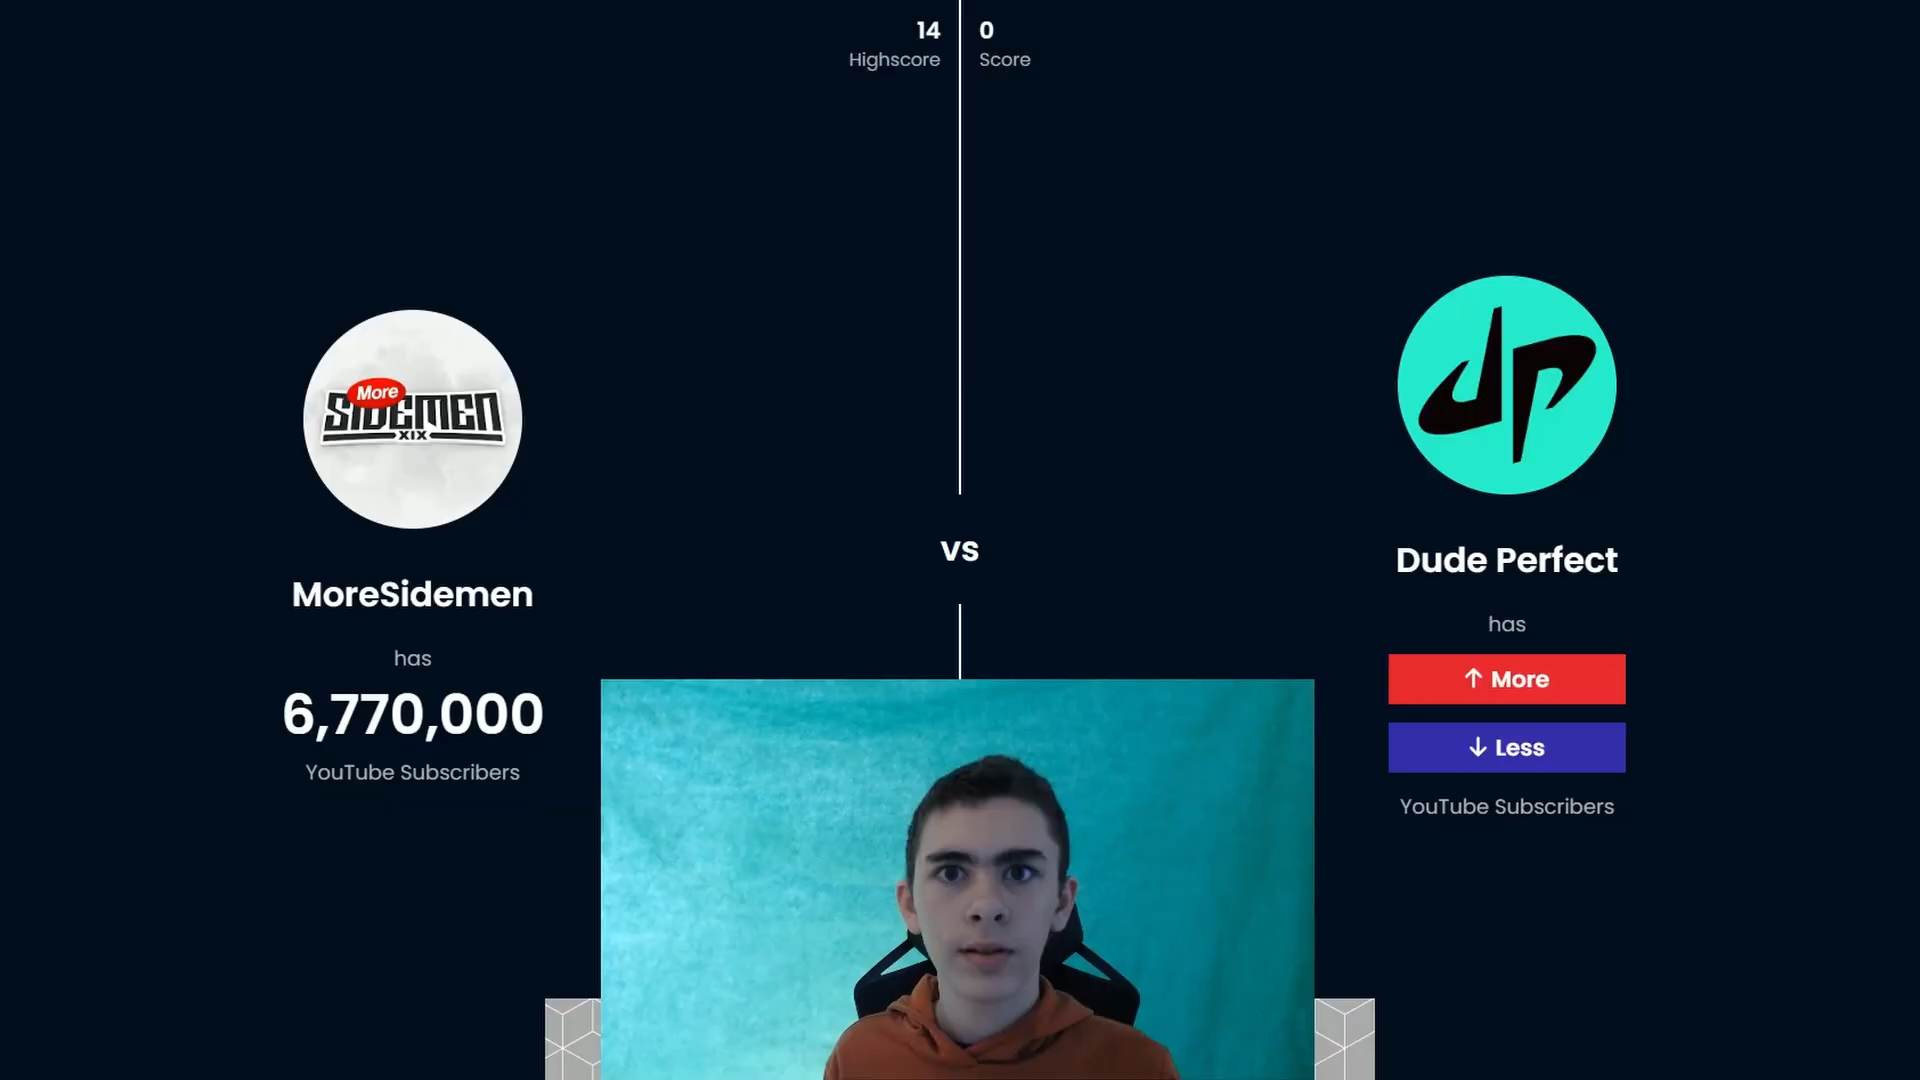 14
Highscore
0
Score
More
SIDEMEN
XIX
MoreSidemen
has
6,770,000
YouTube Subscribers
vs
dp
Dude Perfect
has
↑ More
↓ Less
YouTube Subscribers